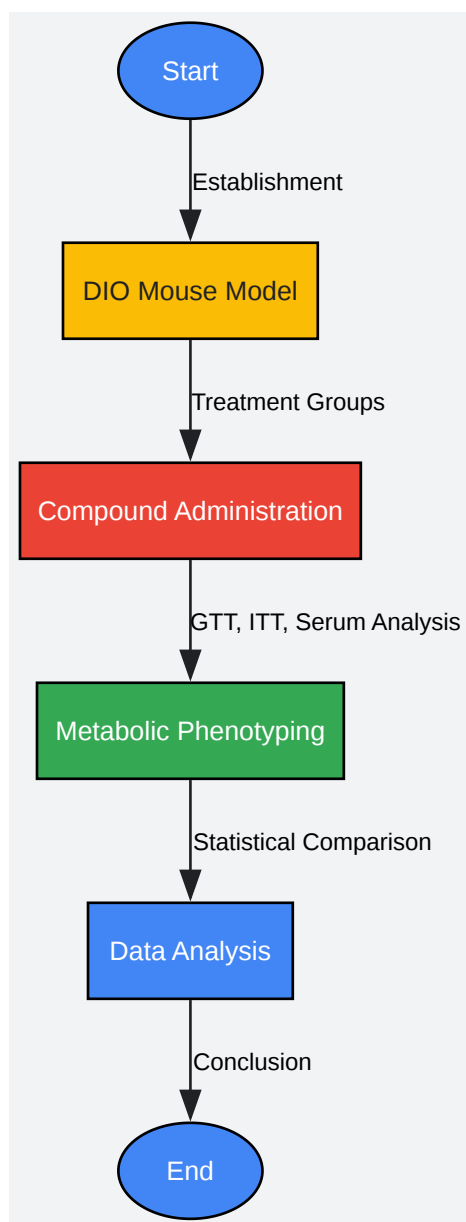 Start
Establishment
DIO Mouse Model
Treatment Groups
Compound Administration
GTT, ITT, Serum Analysis
Metabolic Phenotyping
Statistical Comparison
Data Analysis
Conclusion
End